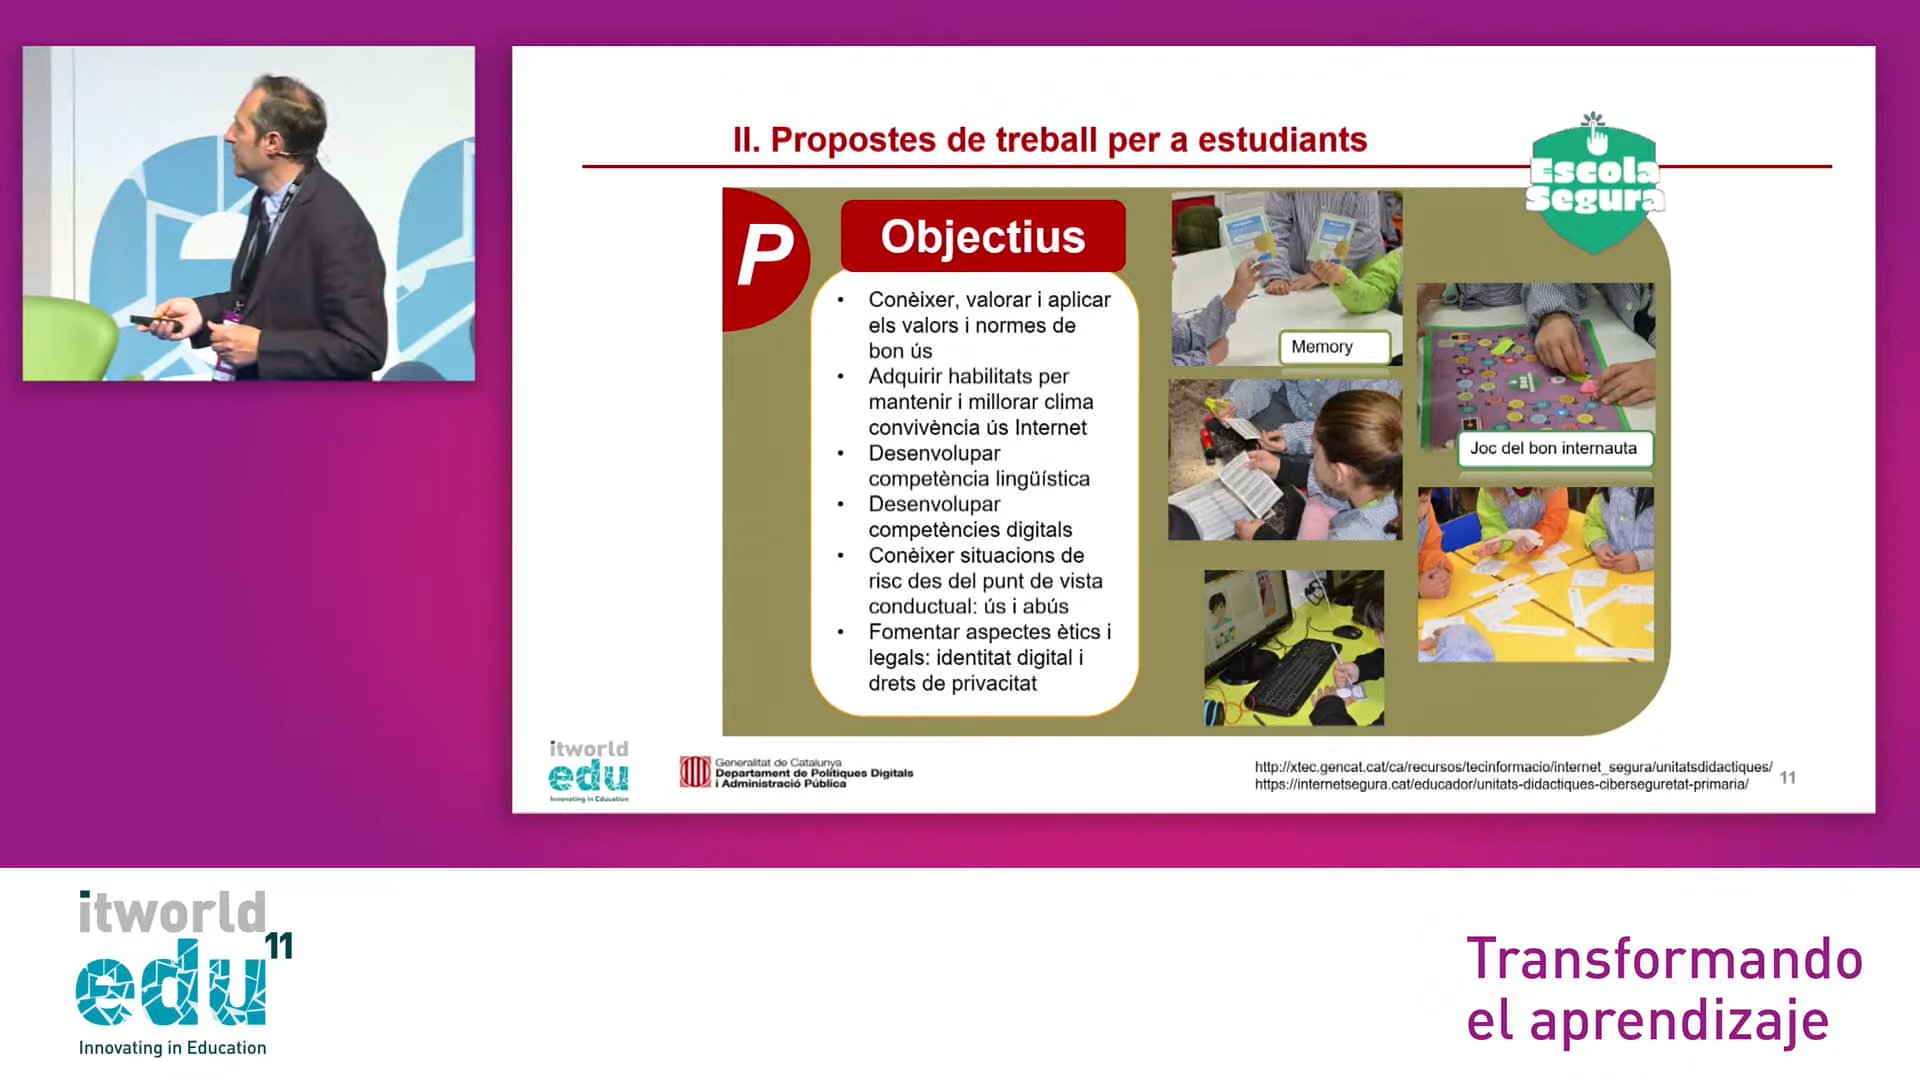 II. Propostes de treball per a estudiants
Escola
Segura
P
Objectius
• Conèixer, valorar i aplicar
els valors i normes de
bon ús
• Adquirir habilitats per
mantenir i millorar clima
convivència ús Internet
• Desenvolupar
competència lingüística
• Desenvolupar
competències digitals
• Conèixer situacions de
risc des del punt de vista
conductual: ús i abús
• Fomentar aspectes ètics i
legals: identitat digital i
drets de privacitat
Memory
Joc del bon internauta
itworld
edu
Innovating in Education
Generalitat de Catalunya
Departament de Polítiques Digitals
i Administració Pública
http://xtec.gencat.cat/ca/recursos/tecinformacio/internet_segura/unitatsdidactiques/
https://internetsegura.cat/educador/unitats-didactiques-ciberseguretat-primaria/
11
itworld
edu 11
Innovating in Education
Transformando
el aprendizaje